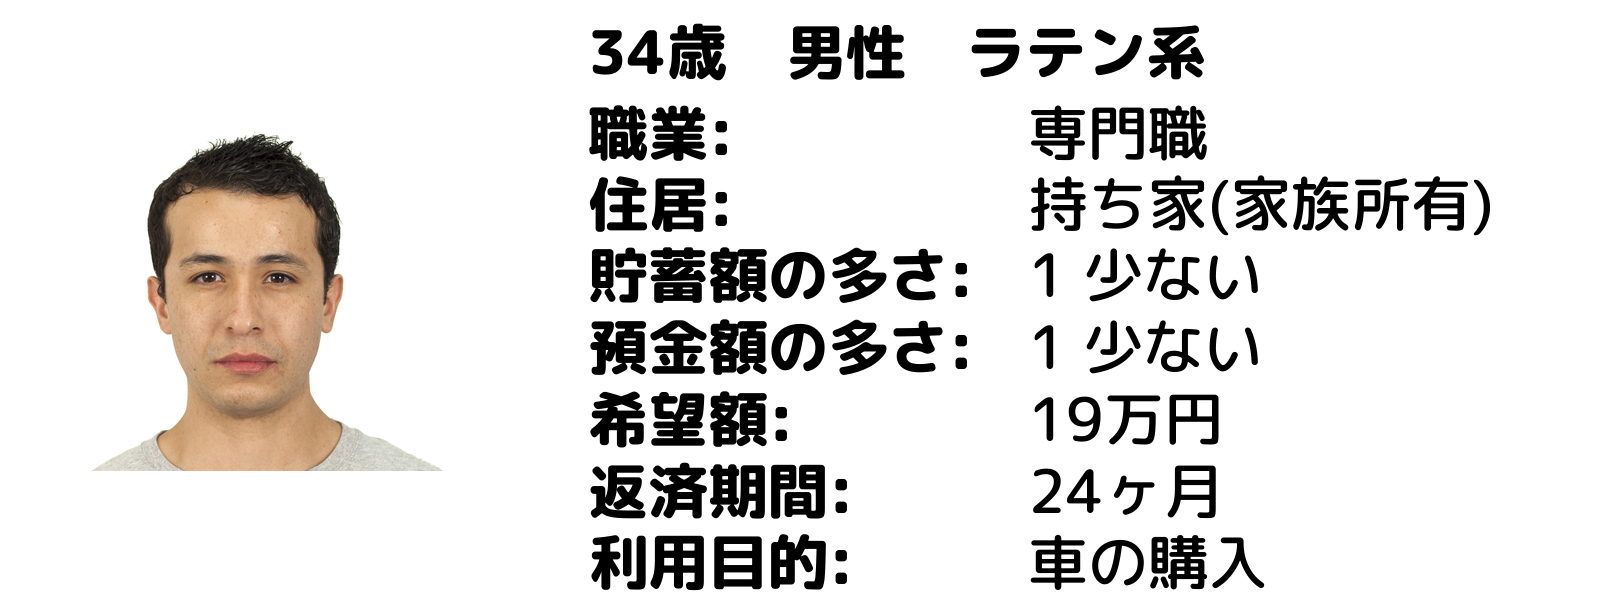 34歳　男性　ラテン系
職業:　専門職
住居:　持ち家(家族所有)
貯蓄額の多さ:　1 少ない
預金額の多さ:　1 少ない
希望額:　19万円
返済期間:　24ヶ月
利用目的:　車の購入